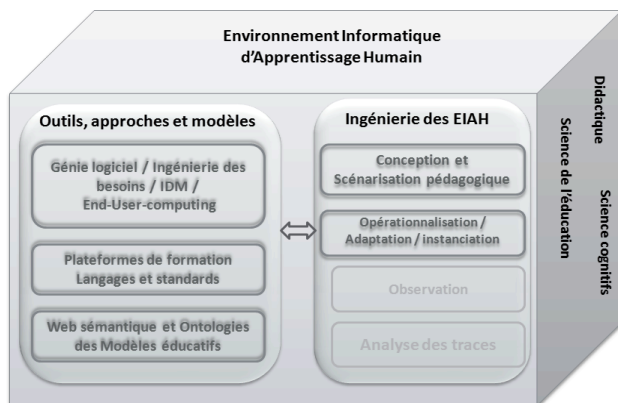 Environnement Informatique
d'Apprentissage Humain
Outils, approches et modèles
Génie logiciel / Ingénierie des
besoins / IDM /
End-User-computing
Plateformes de formation
Langages et standards
Web sémantique et Ontologies
des Modèles éducatifs
Ingénierie des EIAH
Conception et
Scénarisation pédagogique
Opérationnalisation /
Adaptation / instanciation
Observation
Analyse des traces
Didactique
Science de l'éducation
Science cognitifs